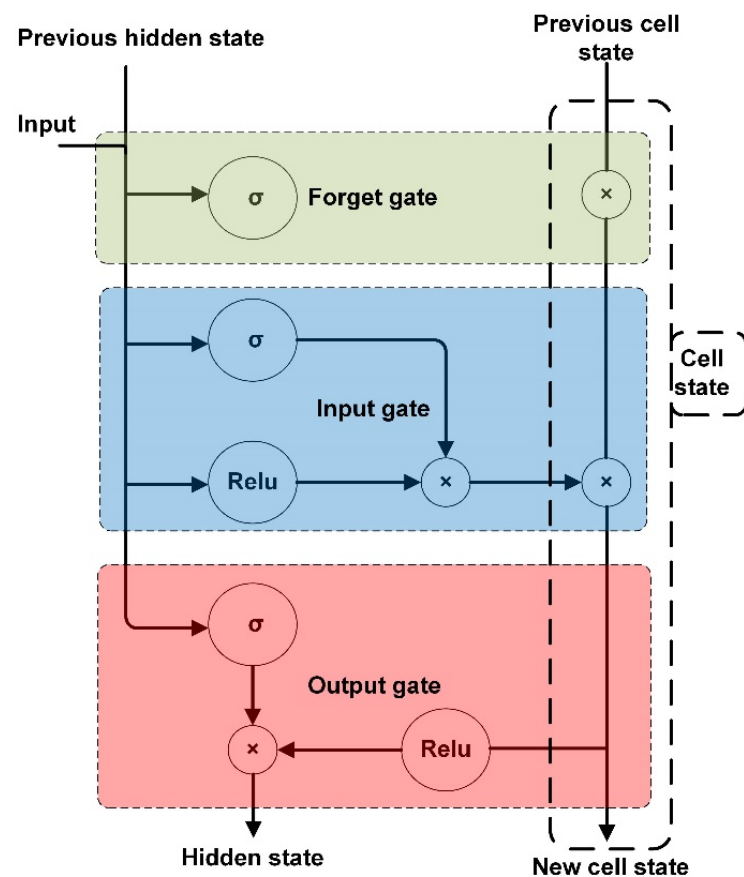 Previous hidden state
Previous cell
state
Input
σ
Forget gate
×
σ
Cell
state
Input gate
Relu
×
×
σ
Output gate
×
Relu
Hidden state
New cell state